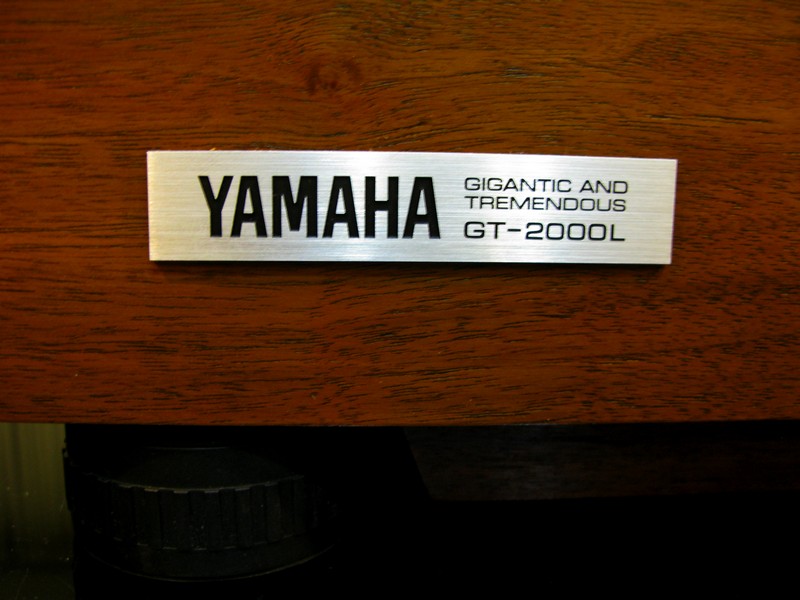 YAMAHA
GIGANTIC AND
TREMENDOUS
GT-2000L